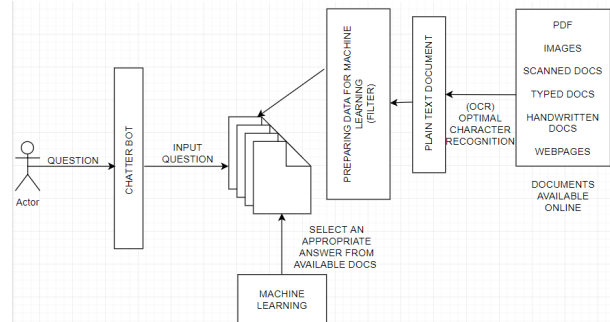 PDF
IMAGES
SCANNED DOCS
TYPED DOCS
HANDWRITTEN
DOCS
WEBPAGES
DOCUMENTS
AVAILABLE
ONLINE
(OCR)
OPTIMAL
CHARACTER
RECOGNITION
PLAIN TEXT DOCUMENT
PREPARING DATA FOR MACHINE
LEARNING
(FILTER)
CHATTER BOT
INPUT
QUESTION
QUESTION
Actor
SELECT AN
APPROPRIATE
ANSWER FROM
AVAILABLE DOCS
MACHINE
LEARNING